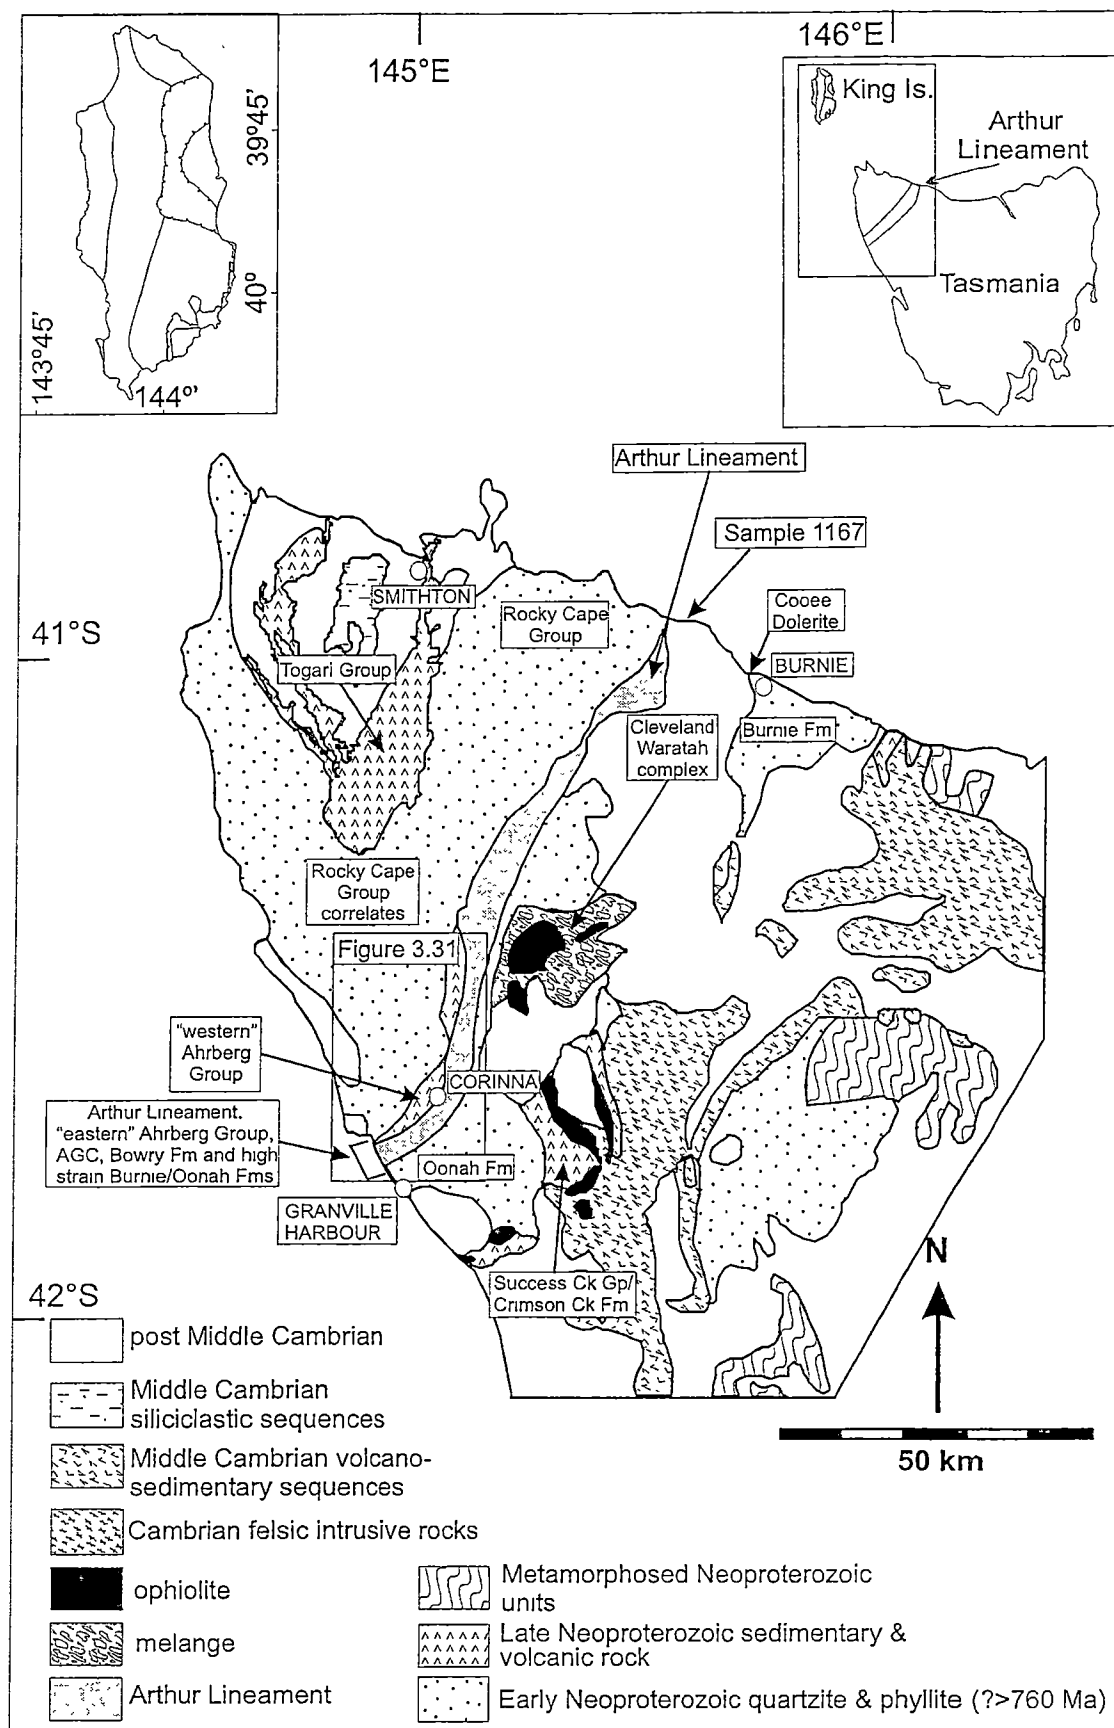 145°E
146°E
39°45'
40°
143°45'
144°'
King Is.
Arthur
Lineament
Tasmania
Arthur Lineament
Sample 1167
Cooee
Dolerite
SMITHTON
Rocky Cape
Group
41°S
BURNIE
Togari Group
Cleveland
Waratah
complex
Burnie Fm
Rocky Cape
Group
correlates
Figure 3.31
"western"
Ahrberg
Group
CORINNA
Arthur Lineament.
"eastern" Ahrberg Group,
AGC, Bowry Fm and high
strain Burnie/Oonah Fms
Oonah Fm
GRANVILLE
HARBOUR
N
Success Ck Gp/
Crimson Ck Fm
42°S
post Middle Cambrian
Middle Cambrian
siliciclastic sequences
50 km
Middle Cambrian volcano-
sedimentary sequences
Cambrian felsic intrusive rocks
ophiolite
melange
Arthur Lineament
Metamorphosed Neoproterozoic
units
Late Neoproterozoic sedimentary &
volcanic rock
Early Neoproterozoic quartzite & phyllite (?>760 Ma)